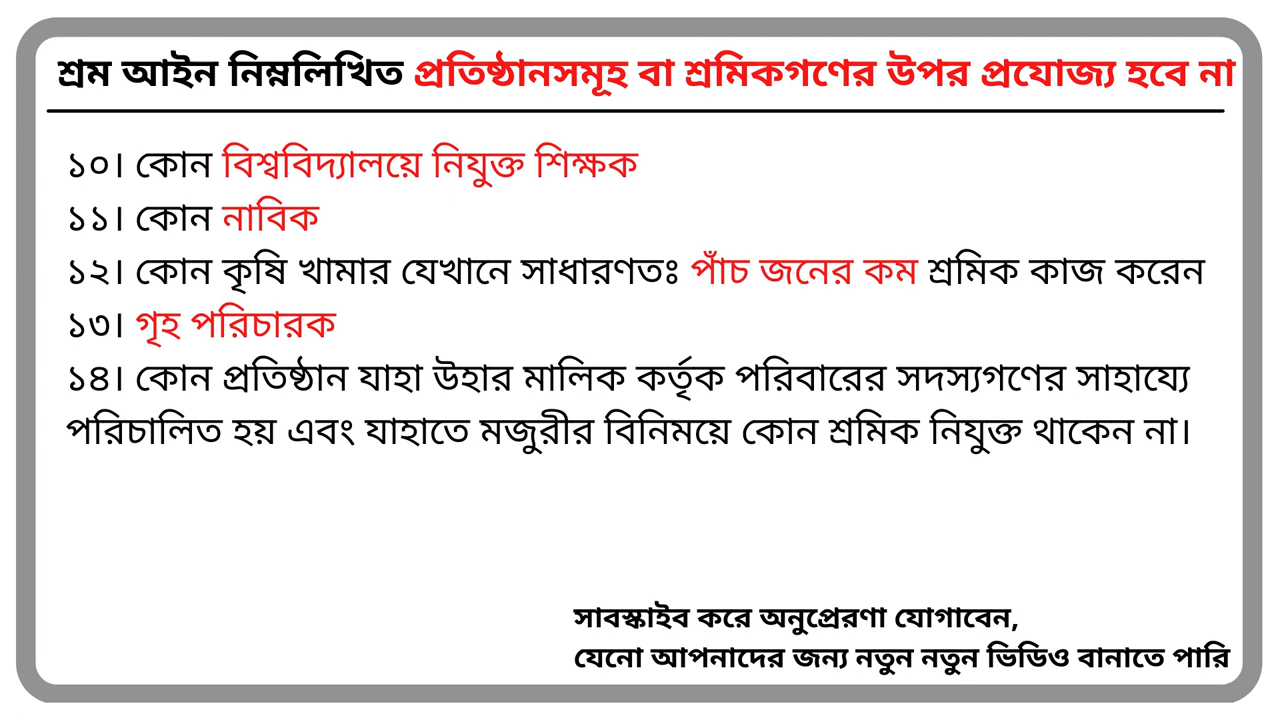 শ্রম আইন নিম্নলিখিত প্রতিষ্ঠানসমূহ বা শ্রমিকগণের উপর প্রযোজ্য হবে না
১০। কোন বিশ্ববিদ্যালয়ে নিযুক্ত শিক্ষক
১১। কোন নাবিক
১২। কোন কৃষি খামার যেখানে সাধারণতঃ পাঁচ জনের কম শ্রমিক কাজ করেন
১৩। গৃহ পরিচারক
১৪। কোন প্রতিষ্ঠান যাহা উহার মালিক কর্তৃক পরিবারের সদস্যগণের সাহায্যে
পরিচালিত হয় এবং যাহাতে মজুরীর বিনিময়ে কোন শ্রমিক নিযুক্ত থাকেন না।
সাবস্কাইব করে অনুপ্রেরণা যোগাবেন,
যেনো আপনাদের জন্য নতুন নতুন ভিডিও বানাতে পারি